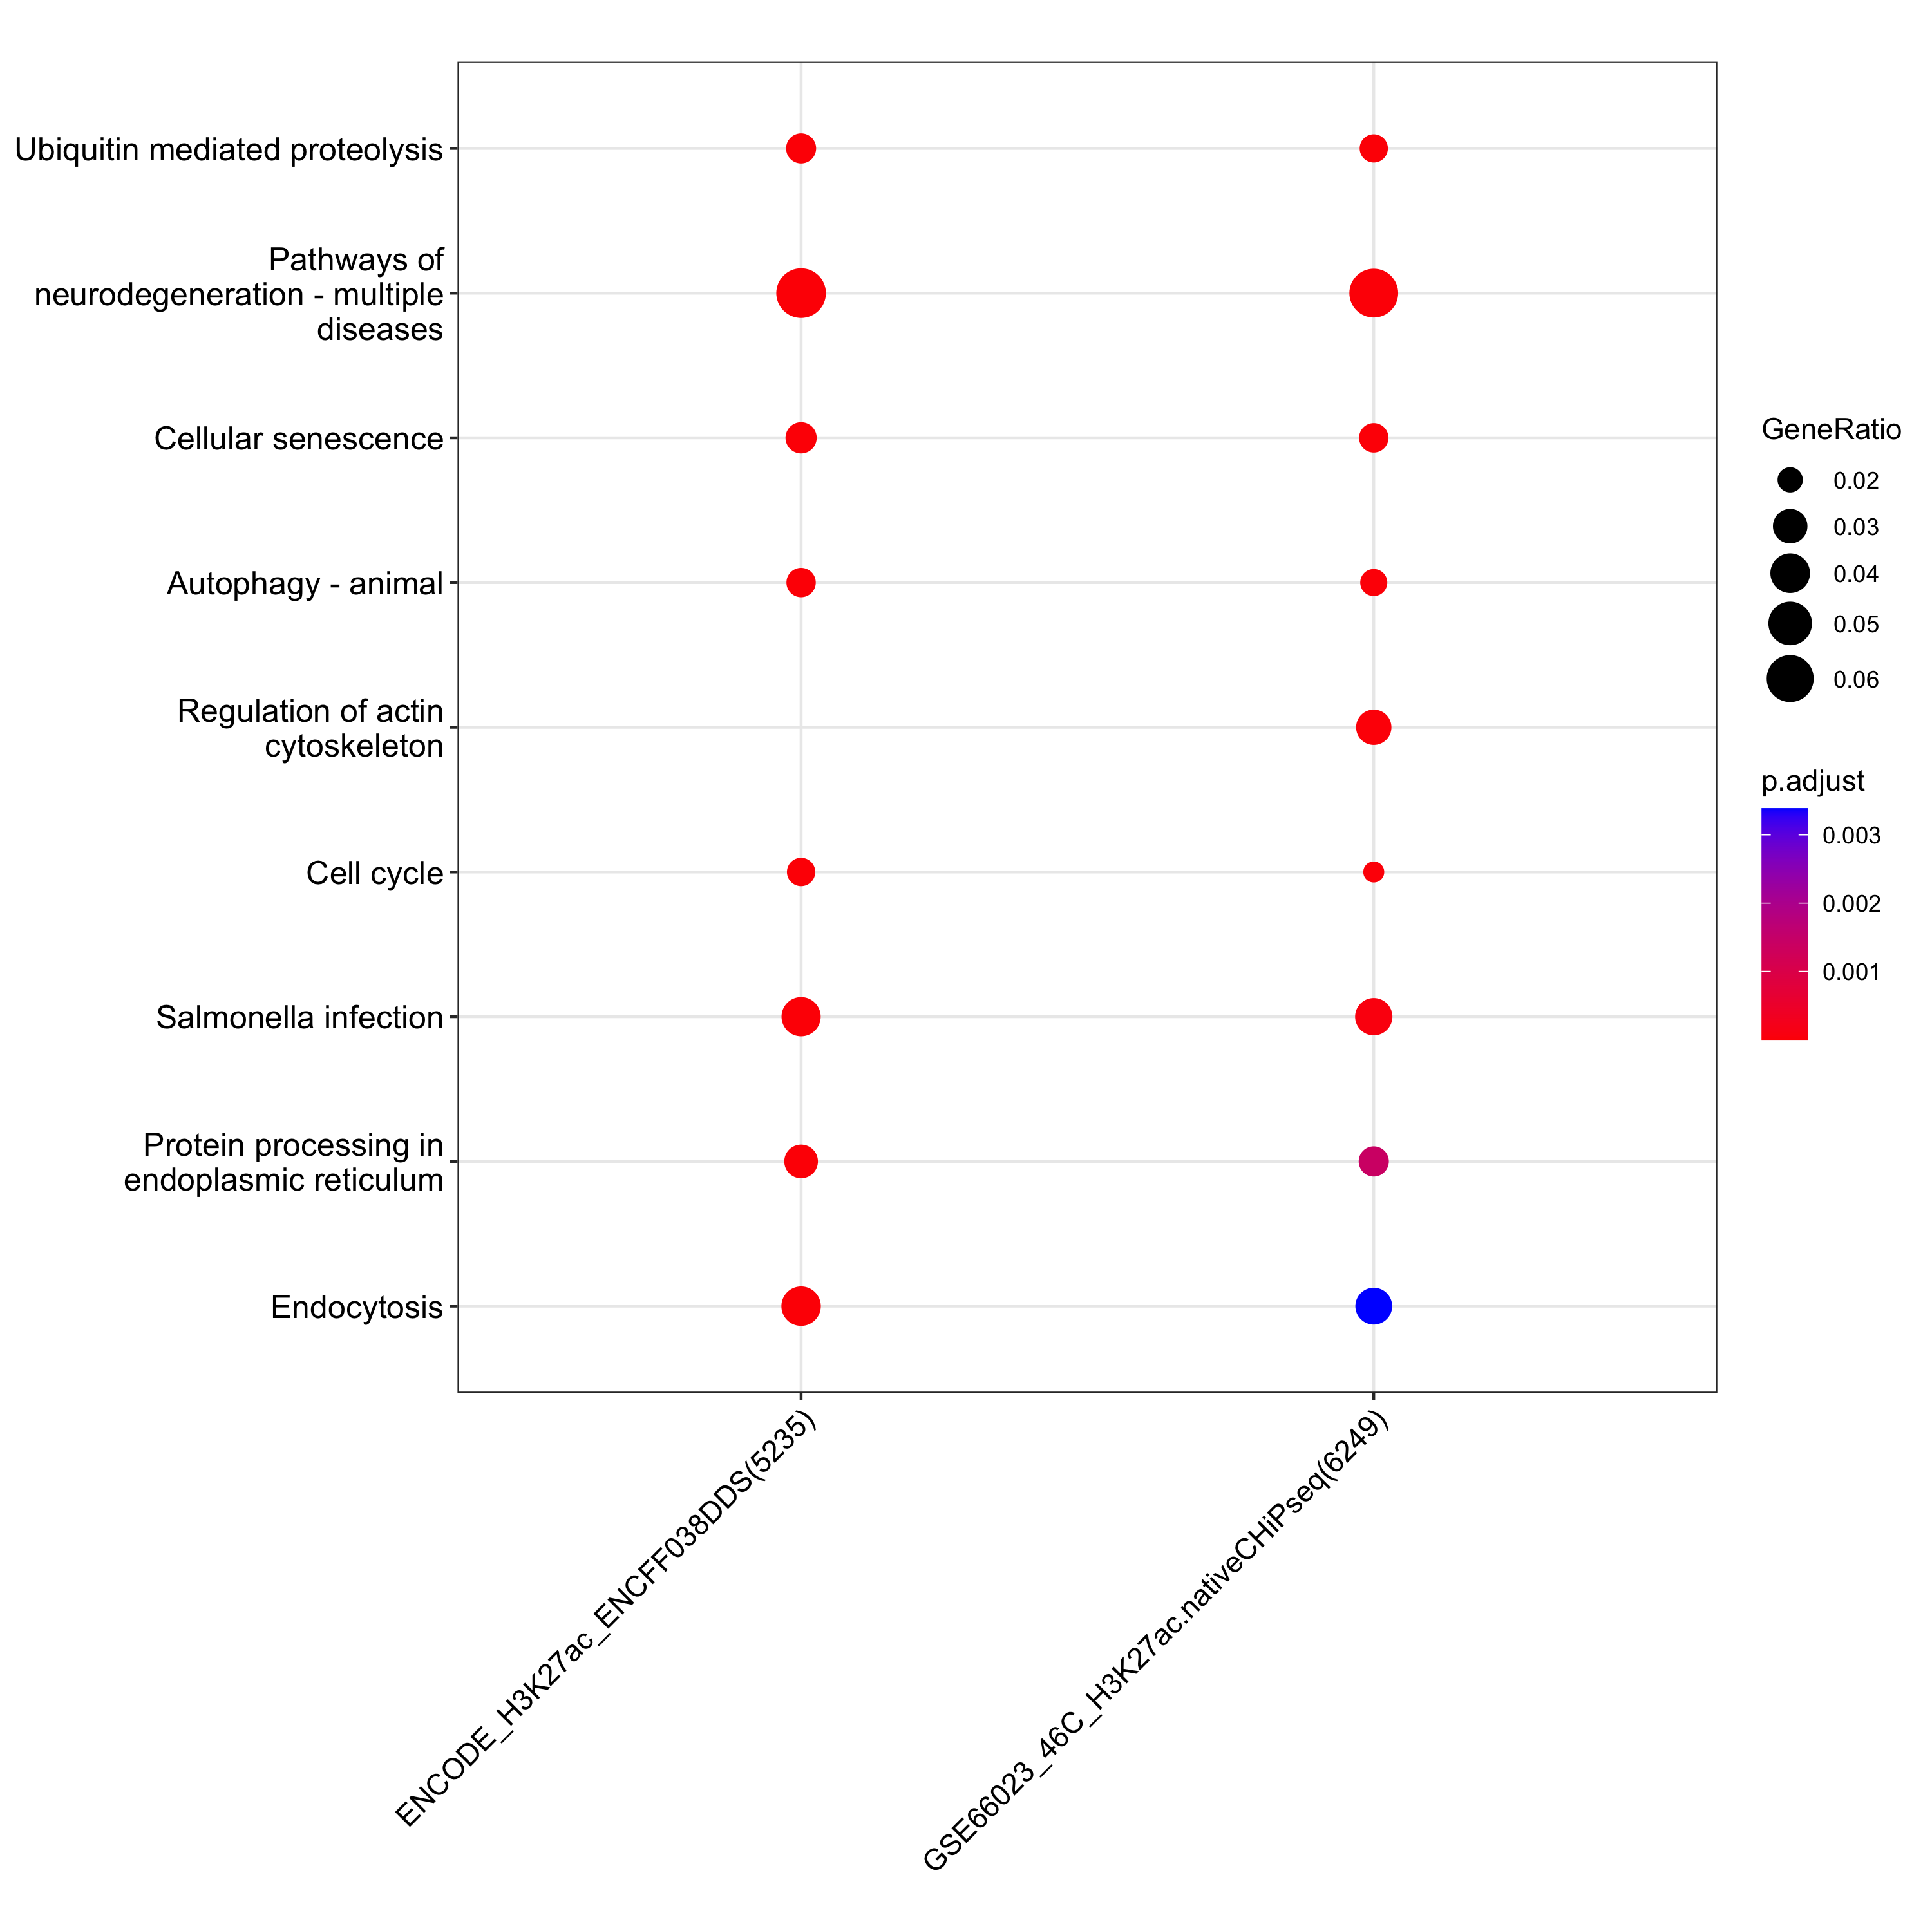 Ubiquitin mediated proteolysis
Pathways of
neurodegeneration - multiple
diseases
Cellular senescence
Autophagy - animal
Regulation of actin
cytoskeleton
Cell cycle
Salmonella infection
Protein processing in
endoplasmic reticulum
Endocytosis
ENCODE_H3K27ac_ENCFF038DDS(5235)
GSE66023_46C_H3K27ac.nativeCHiPseq(6249)
GeneRatio
0.02
0.03
0.04
0.05
0.06
p.adjust
0.003
0.002
0.001